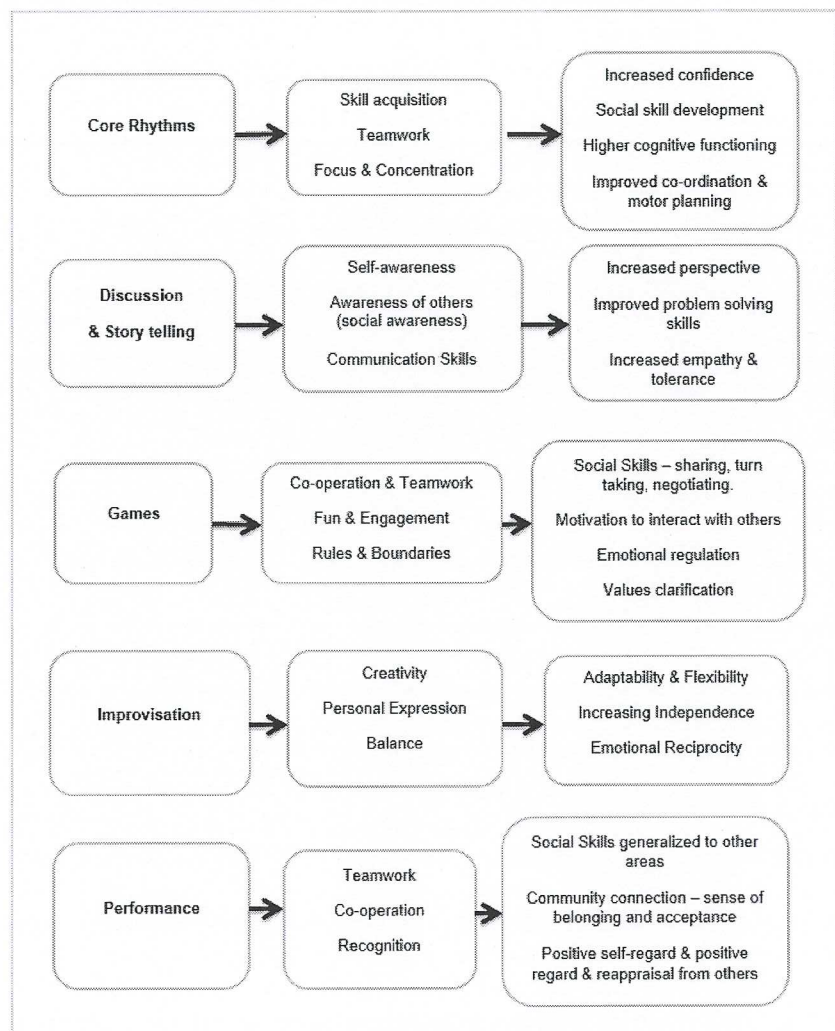 Core Rhythms
Skill acquisition
Teamwork
Focus & Concentration
Increased confidence
Social skill development
Higher cognitive functioning
Improved co-ordination &
motor planning
Discussion
& Story telling
Self-awareness
Awareness of others
(social awareness)
Communication Skills
Increased perspective
Improved problem solving
skills
Increased empathy &
tolerance
Games
Co-operation & Teamwork
Fun & Engagement
Rules & Boundaries
Social Skills – sharing, turn
taking, negotiating.
Motivation to interact with others
Emotional regulation
Values clarification
Improvisation
Creativity
Personal Expression
Balance
Adaptability & Flexibility
Increasing Independence
Emotional Reciprocity
Performance
Teamwork
Co-operation
Recognition
Social Skills generalized to other
areas
Community connection – sense of
belonging and acceptance
Positive self-regard & positive
regard & reappraisal from others